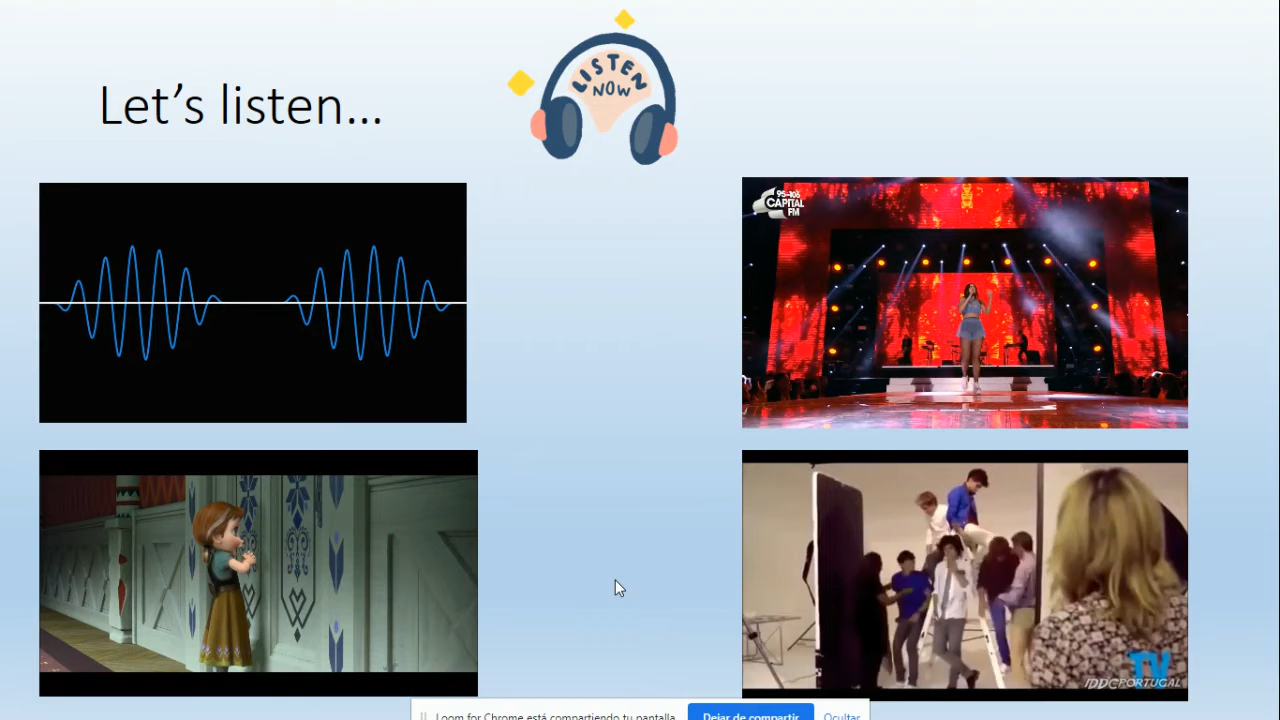 Let's listen...
LISTEN
NOW
95-106
CAPITAL
FM
TV
1DDCPORTUGAL
Loom for Chrome está compartiendo tu pantalla.
Dejar de compartir
Ocultar